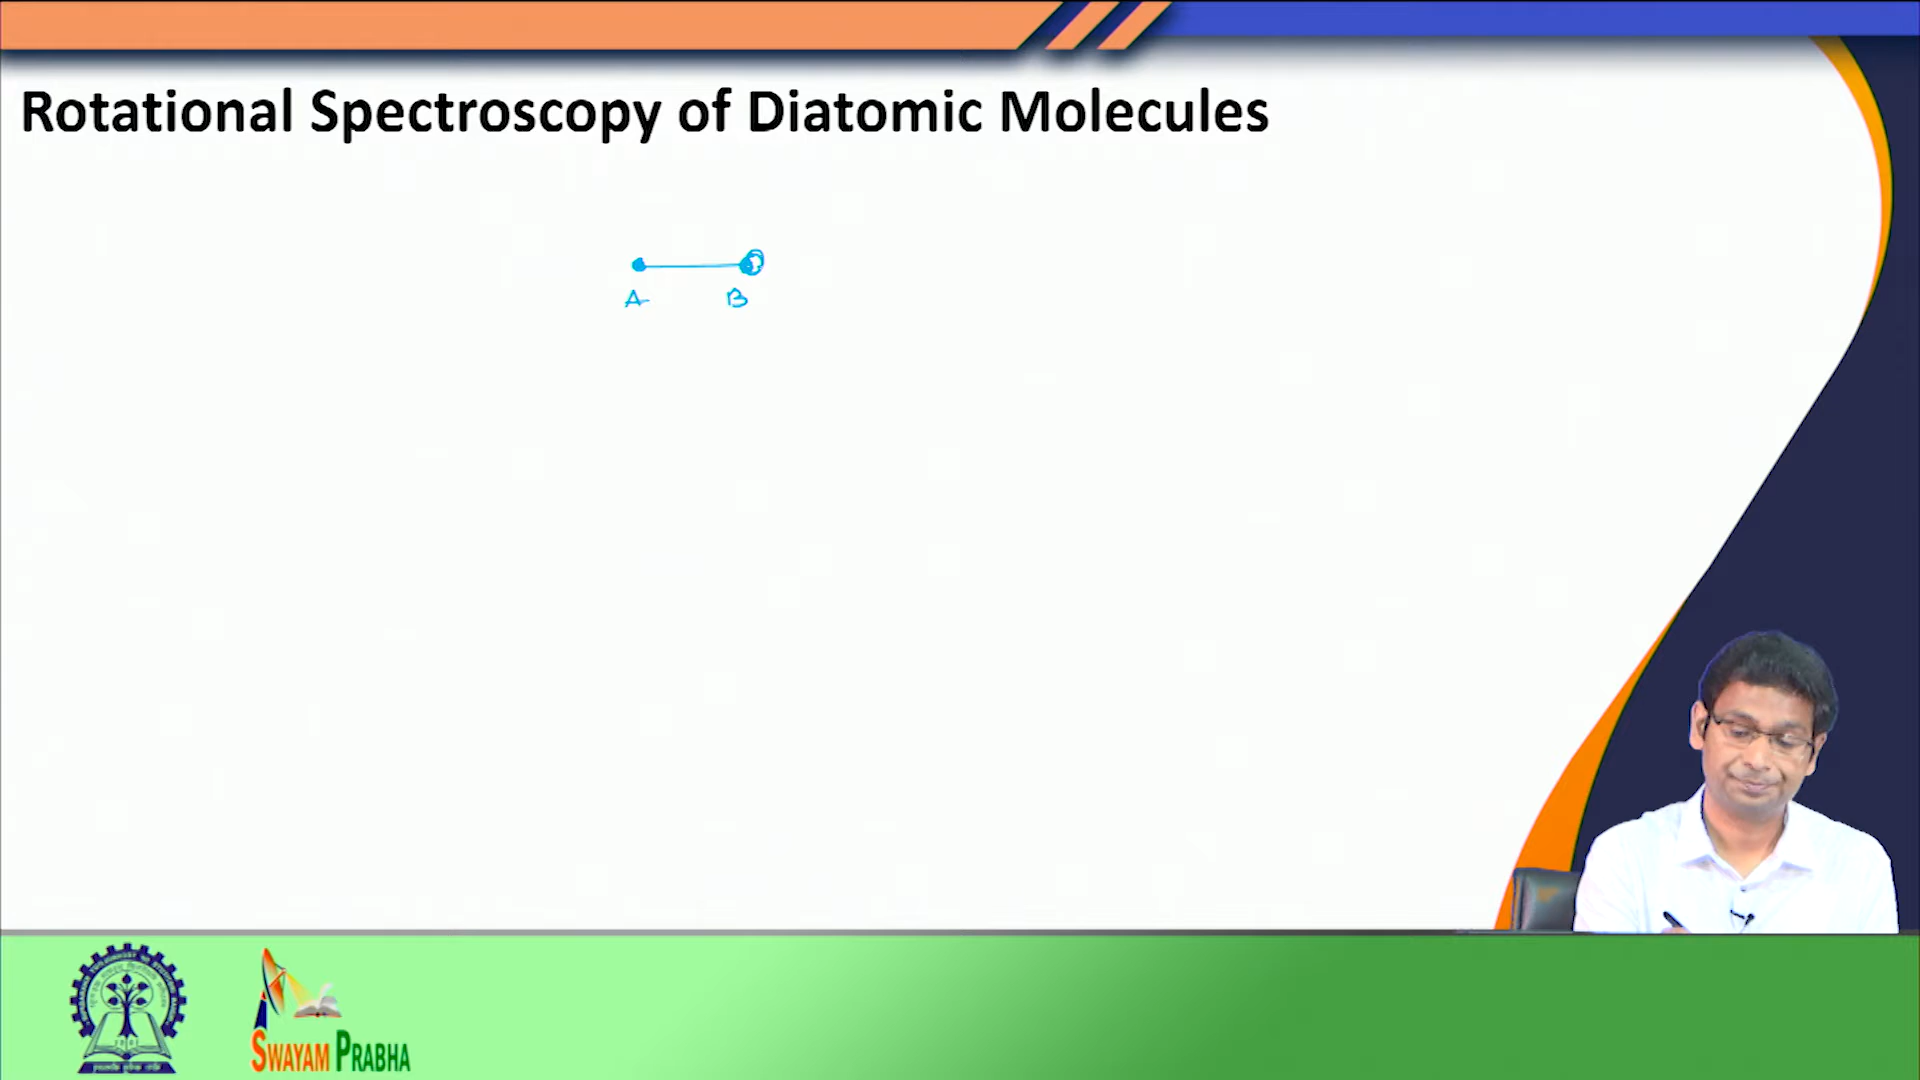 Rotational Spectroscopy of Diatomic Molecules
A B
SWAYAM PRABHA